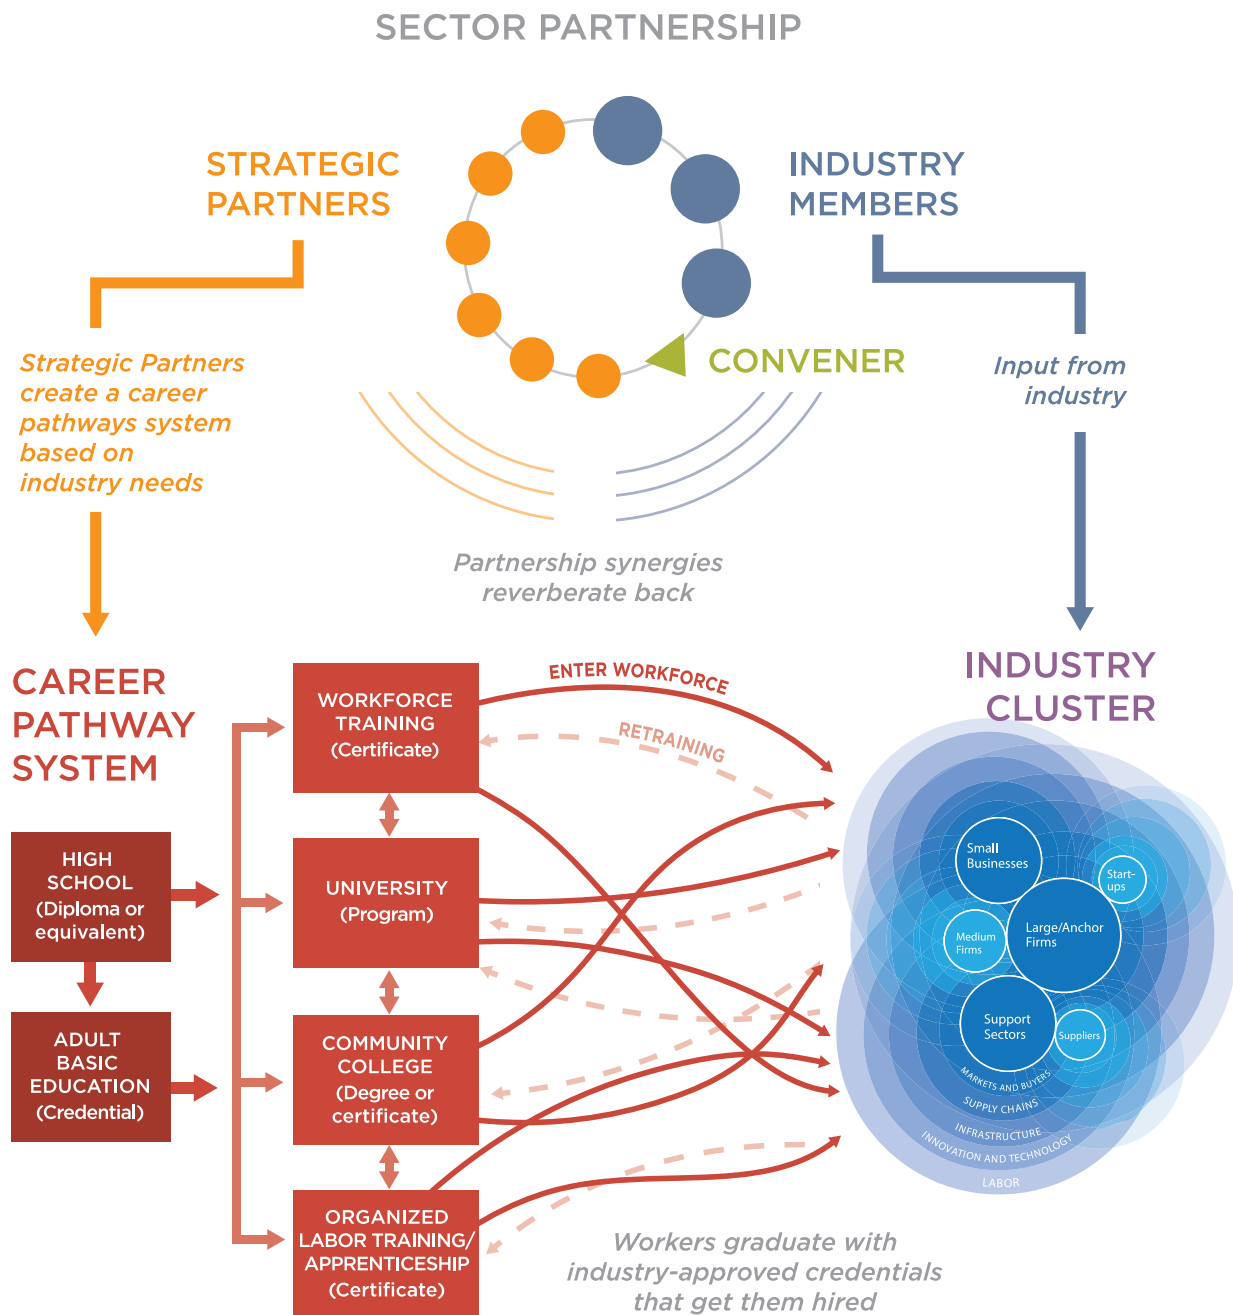 SECTOR PARTNERSHIP
STRATEGIC
PARTNERS
INDUSTRY
MEMBERS
CONVENER
Strategic Partners
create a career
pathways system
based on
industry needs
Input from
industry
Partnership synergies
reverberate back
CAREER
PATHWAY
SYSTEM
INDUSTRY
CLUSTER
HIGH
SCHOOL
(Diploma or
equivalent)
ADULT
BASIC
EDUCATION
(Credential)
WORKFORCE
TRAINING
(Certificate)
UNIVERSITY
(Program)
COMMUNITY
COLLEGE
(Degree or
certificate)
ORGANIZED
LABOR TRAINING/
APPRENTICESHIP
(Certificate)
ENTER WORKFORCE
RETRAINING
Small
Businesses
Start-
ups
Large/Anchor
Firms
Medium
Firms
Support
Sectors
Suppliers
MARKETS AND BUYERS
SUPPLY CHAINS
INFRASTRUCTURE
INNOVATION AND TECHNOLOGY
LABOR
Workers graduate with
industry-approved credentials
that get them hired